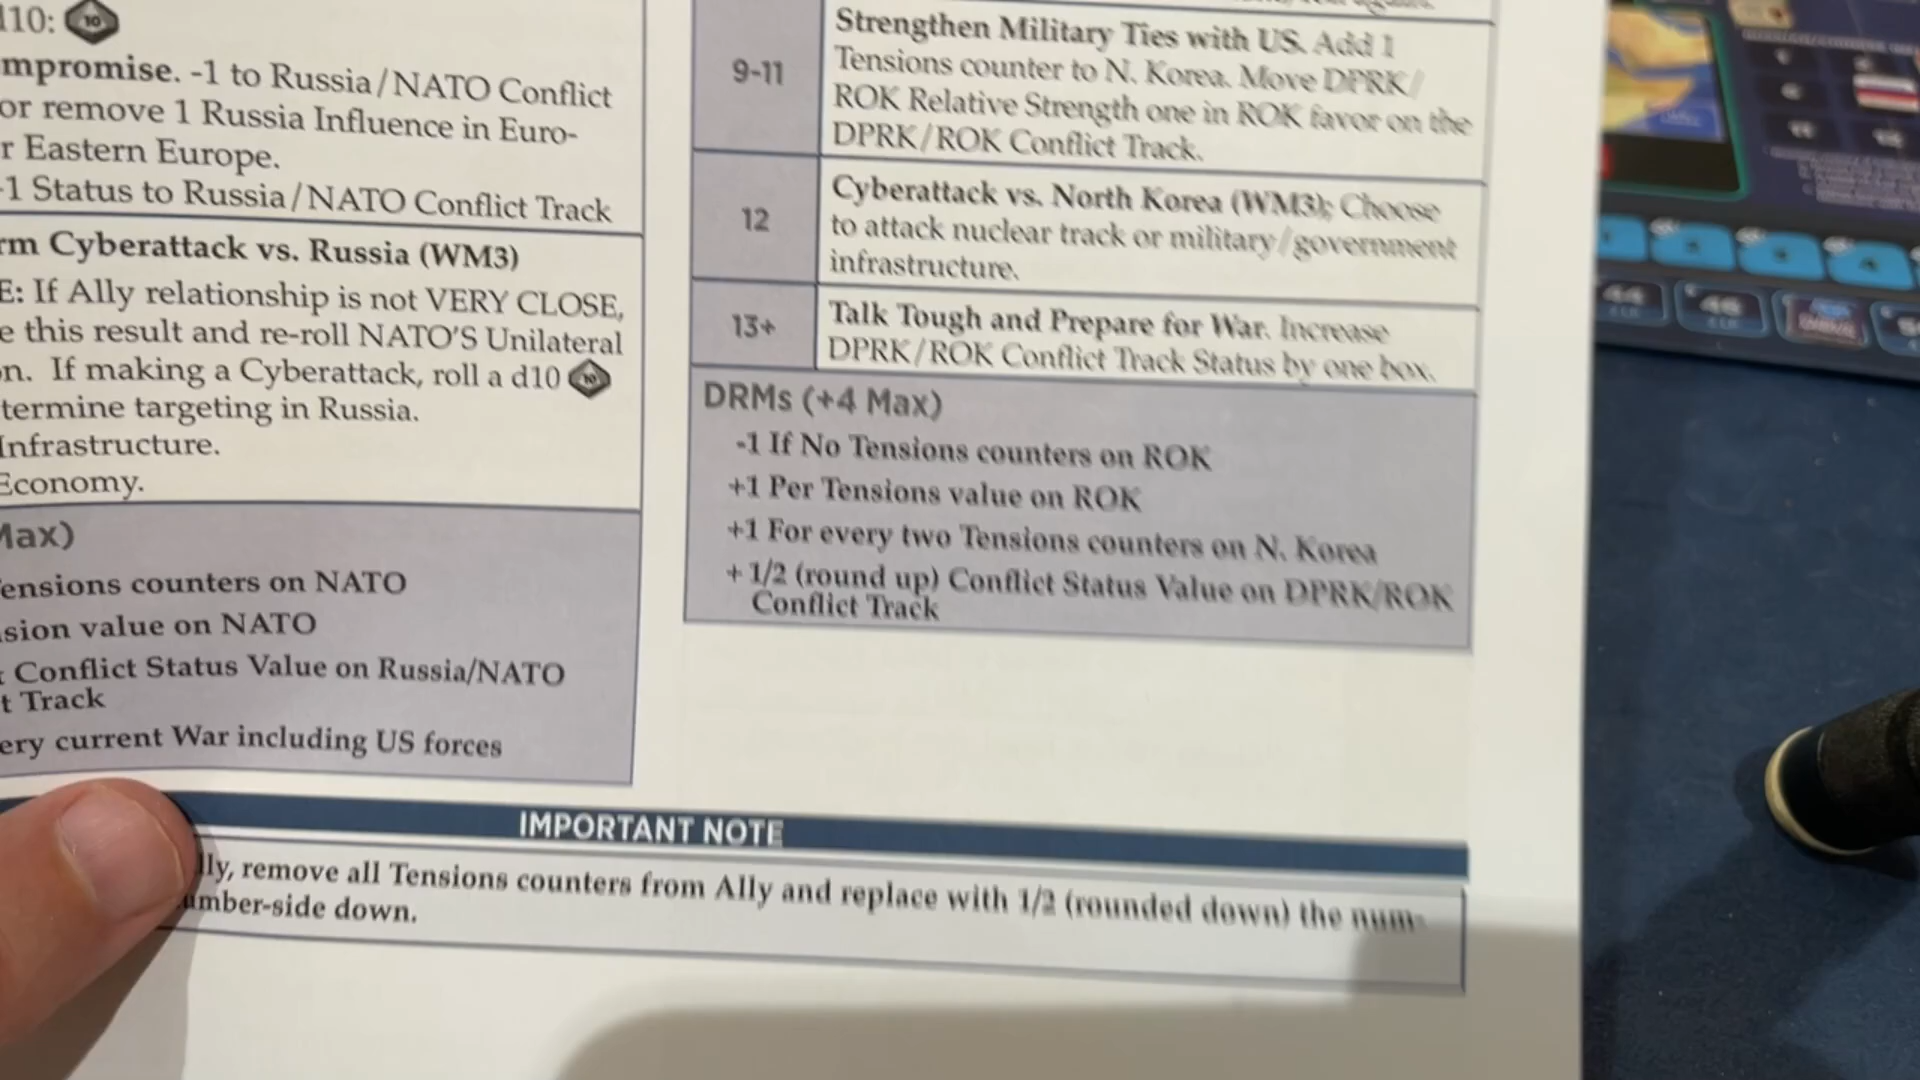 d10: 10
mpromise. -1 to Russia/NATO Conflict
or remove 1 Russia Influence in Euro-
r Eastern Europe.
-1 Status to Russia/NATO Conflict Track
rm Cyberattack vs. Russia (WM3)
E: If Ally relationship is not VERY CLOSE,
e this result and re-roll NATO'S Unilateral
n. If making a Cyberattack, roll a d10 10
termine targeting in Russia.
Infrastructure.
Economy.
Max)
ensions counters on NATO
sion value on NATO
Conflict Status Value on Russia/NATO
t Track
ery current War including US forces
9-11
Strengthen Military Ties with US. Add 1
Tensions counter to N. Korea. Move DPRK/
ROK Relative Strength one in ROK favor on the
DPRK/ROK Conflict Track.
12
Cyberattack vs. North Korea (WM3); Choose
to attack nuclear track or military/government
infrastructure.
13+
Talk Tough and Prepare for War. Increase
DPRK/ROK Conflict Track Status by one box.
DRMs (+4 Max)
-1 If No Tensions counters on ROK
+1 Per Tensions value on ROK
+1 For every two Tensions counters on N. Korea
+ 1/2 (round up) Conflict Status Value on DPRK/ROK
Conflict Track
IMPORTANT NOTE
lly, remove all Tensions counters from Ally and replace with 1/2 (rounded down) the num-
umber-side down.